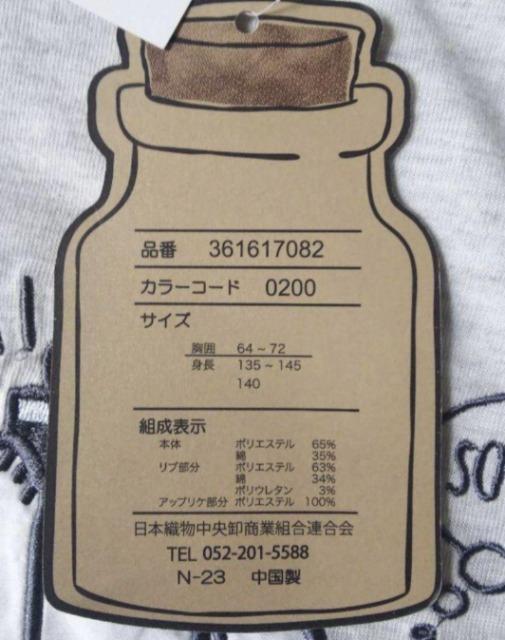 品番 361617082
カラーコード 0200
サイズ
胸囲 64~72
身長 135~145
140
組成表示
本体 ポリエステル 65%
綿 35%
リブ部分 ポリエステル 63%
綿 34%
ポリウレタン 3%
アップリケ部分 ポリエステル 100%
日本織物中央卸商業組合連合会
TEL 052-201-5588
N-23 中国製
SO